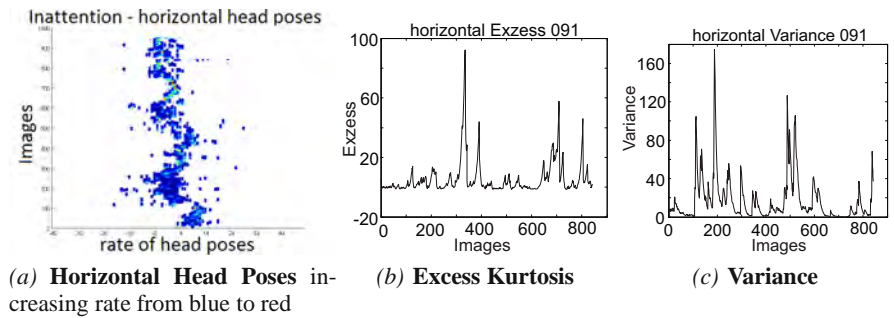 Inattention - horizontal head poses
Images
rate of head poses
horizontal Exzess 091
100
60
20
-20
Exzess
0 200 400 600 800
Images
horizontal Variance 091
160
120
80
40
0
Variance
0 200 400 600 800
Images
(a) Horizontal Head Poses in-
creasing rate from blue to red
(b) Excess Kurtosis
(c) Variance